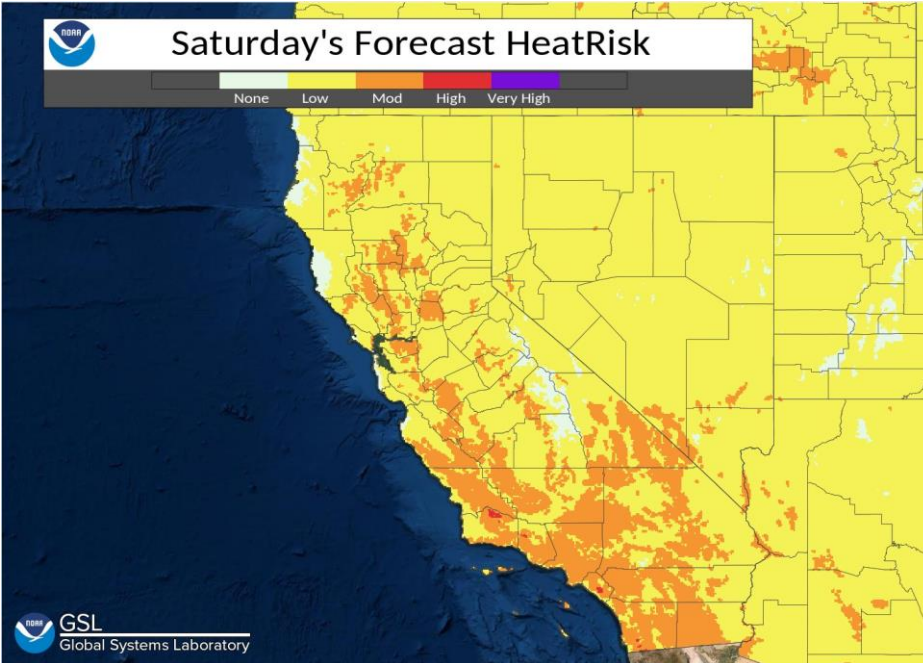 NOAA
Saturday's Forecast HeatRisk
None Low Mod High Very High
NOAA
GSL
Global Systems Laboratory